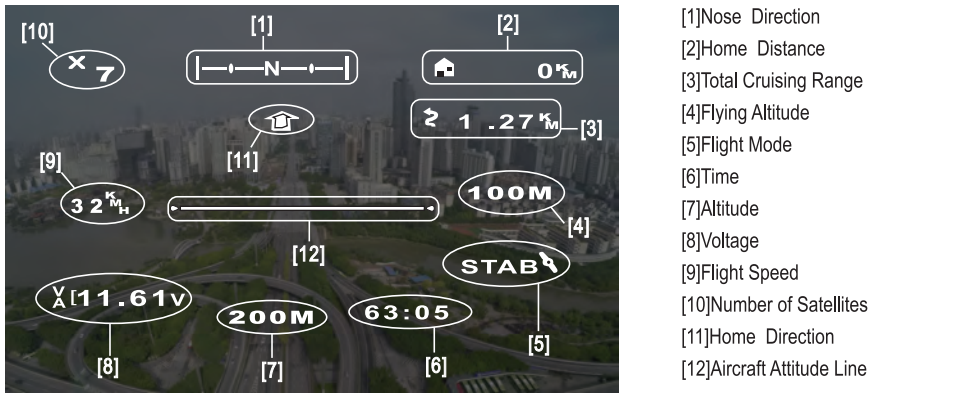 [10]
[1]
[2]
[1]Nose Direction
[2]Home Distance
[3]Total Cruising Range
[4]Flying Altitude
[5]Flight Mode
[6]Time
[7]Altitude
[8]Voltage
[9]Flight Speed
[10]Number of Satellites
[11]Home Direction
[12]Aircraft Attitude Line
7
N
0KM
1.27KM
[3]
[11]
[9]
32KMH
100M
[4]
[12]
STAB
VA[11.61V
200M
63:05
[5]
[8]
[7]
[6]